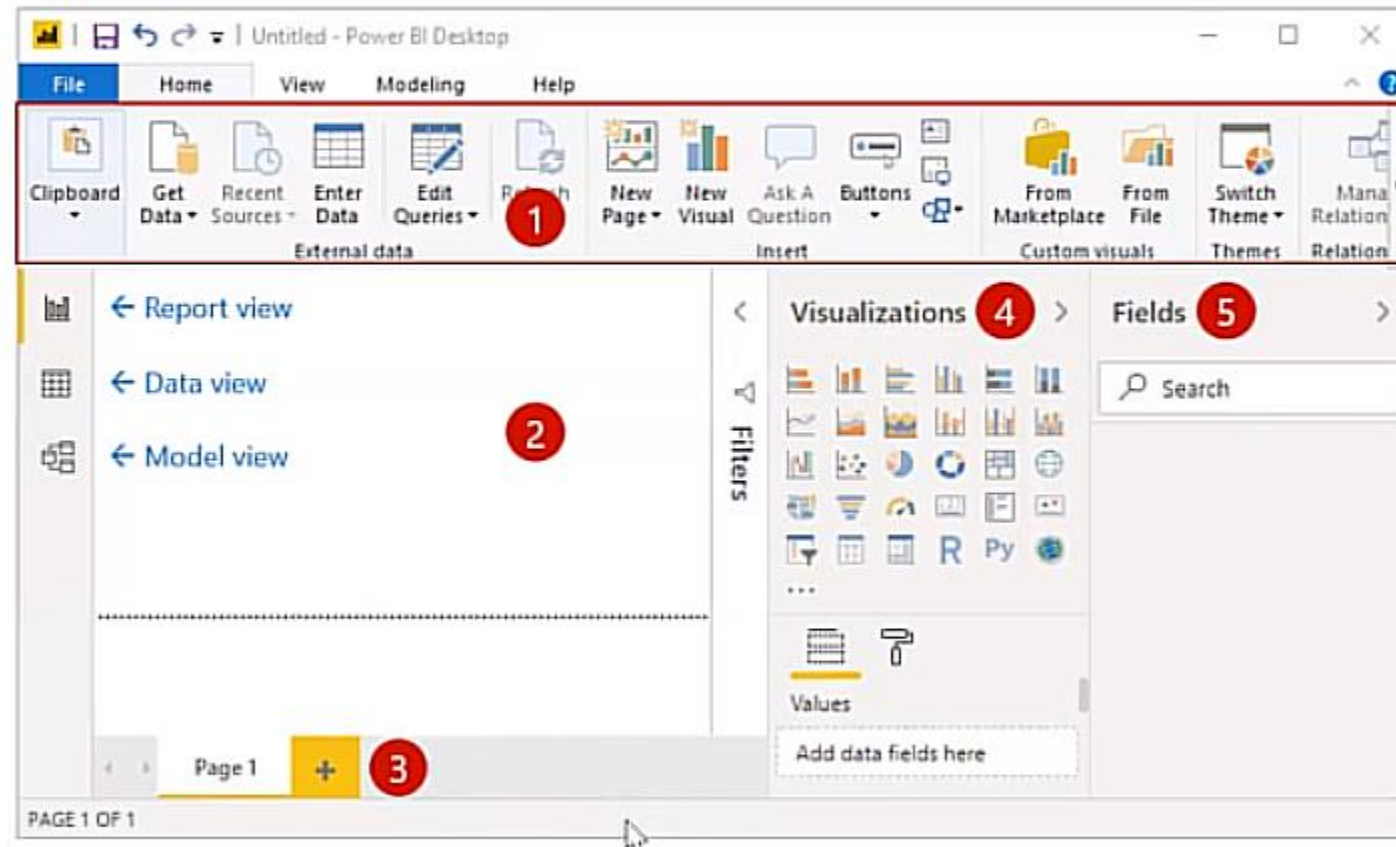 Untitled - Power BI Desktop
File Home View Modeling Help
?
Clipboard
Get Data
Recent Sources
Enter Data
Edit Queries
1
External data
New Page
New Visual
Ask A Question
Buttons
Insert
From Marketplace
From File
Custom visuals
Switch Theme
Themes
Mana
Relation
Relation
← Report view
← Data view
← Model view
2
Filters
Visualizations 4
R Py
...
Values
Add data fields here
Fields 5
Search
Page 1 + 3
PAGE 1 OF 1